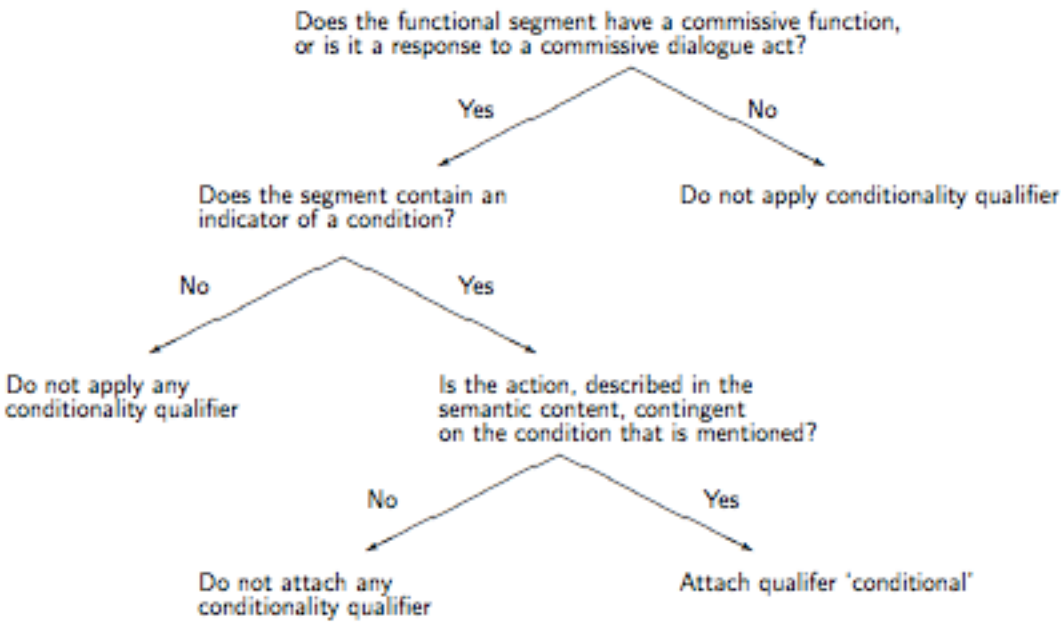 Does the functional segment have a commissive function,
or is it a response to a commissive dialogue act?
Yes
No
Does the segment contain an
indicator of a condition?
Do not apply conditionality qualifier
No
Yes
Do not apply any
conditionality qualifier
Is the action, described in the
semantic content, contingent
on the condition that is mentioned?
No
Yes
Do not attach any
conditionality qualifier
Attach qualifer 'conditional'